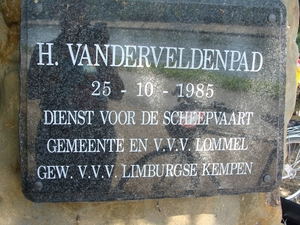 H. VANDERVELDENPAD
25 - 10 - 1985
DIENST VOOR DE SCHEEPVAART
GEMEENTE EN V.V.V. LOMMEL
GEW. V.V.V. LIMBURGSE KEMPEN